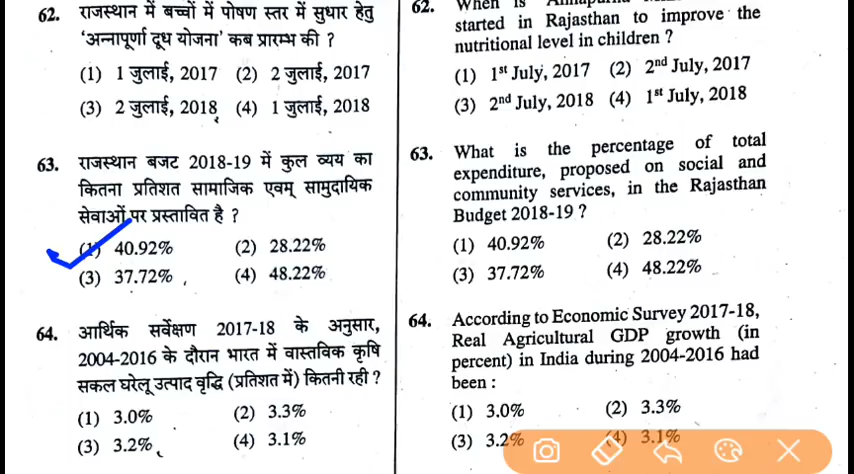 62. राजस्थान में बच्चों में पोषण स्तर में सुधार हेतु
‘अन्नापूर्णा दूध योजना’ कब प्रारम्भ की ?
(1) 1 जुलाई, 2017 (2) 2 जुलाई, 2017
(3) 2 जुलाई, 2018 (4) 1 जुलाई, 2018
63. राजस्थान बजट 2018-19 में कुल व्यय का
कितना प्रतिशत सामाजिक एवम् सामुदायिक
सेवाओं पर प्रस्तावित है ?
(1) 40.92% (2) 28.22%
(3) 37.72% (4) 48.22%
64. आर्थिक सर्वेक्षण 2017-18 के अनुसार,
2004-2016 के दौरान भारत में वास्तविक कृषि
सकल घरेलू उत्पाद वृद्धि (प्रतिशत में) कितनी रही ?
(1) 3.0% (2) 3.3%
(3) 3.2% (4) 3.1%
62. When is
started in Rajasthan to improve the
nutritional level in children ?
(1) 1st July, 2017 (2) 2nd July, 2017
(3) 2nd July, 2018 (4) 1st July, 2018
63. What is the percentage of total
expenditure, proposed on social and
community services, in the Rajasthan
Budget 2018-19 ?
(1) 40.92% (2) 28.22%
(3) 37.72% (4) 48.22%
64. According to Economic Survey 2017-18,
Real Agricultural GDP growth (in
percent) in India during 2004-2016 had
been :
(1) 3.0% (2) 3.3%
(3) 3.2% (4) 3.1%